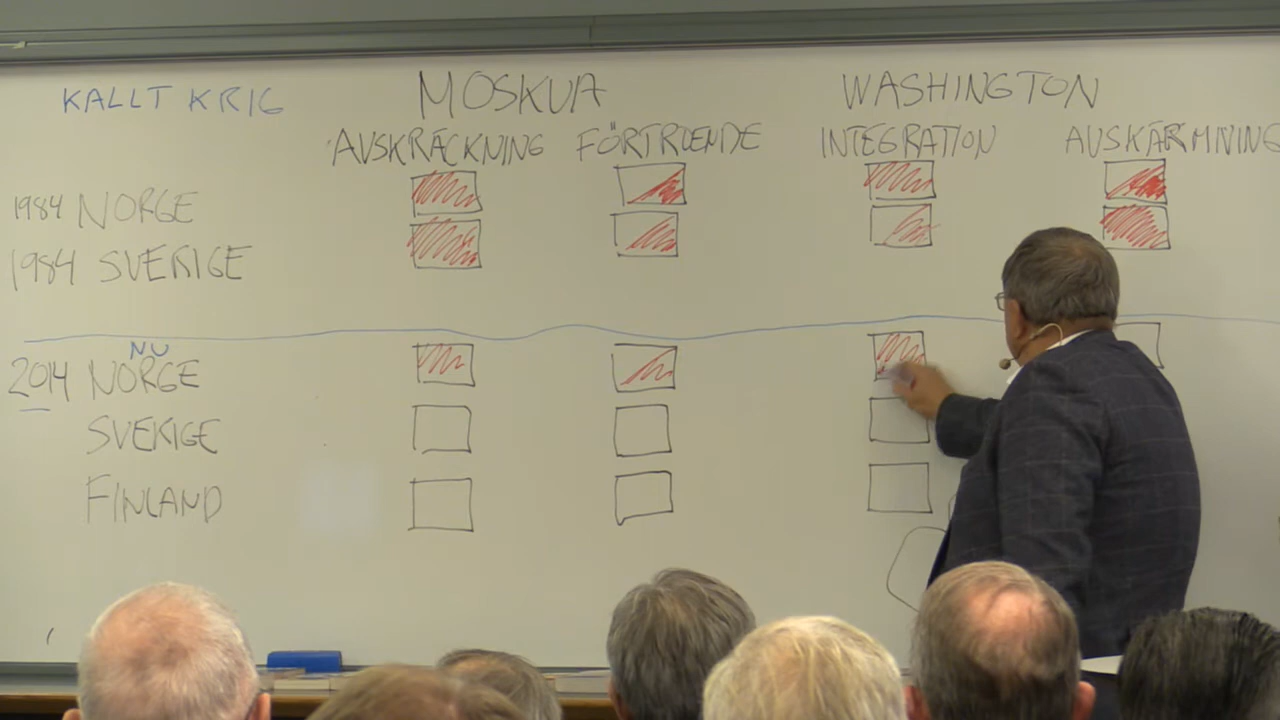 KALLT KRIG MOSKVA WASHINGTON
AVSKRÄCKNING FÖRTROENDE INTEGRATION AVSKÄRMNING
1984 NORGE
1984 SVERIGE
NU
2014 NORGE
SVERIGE
FINLAND